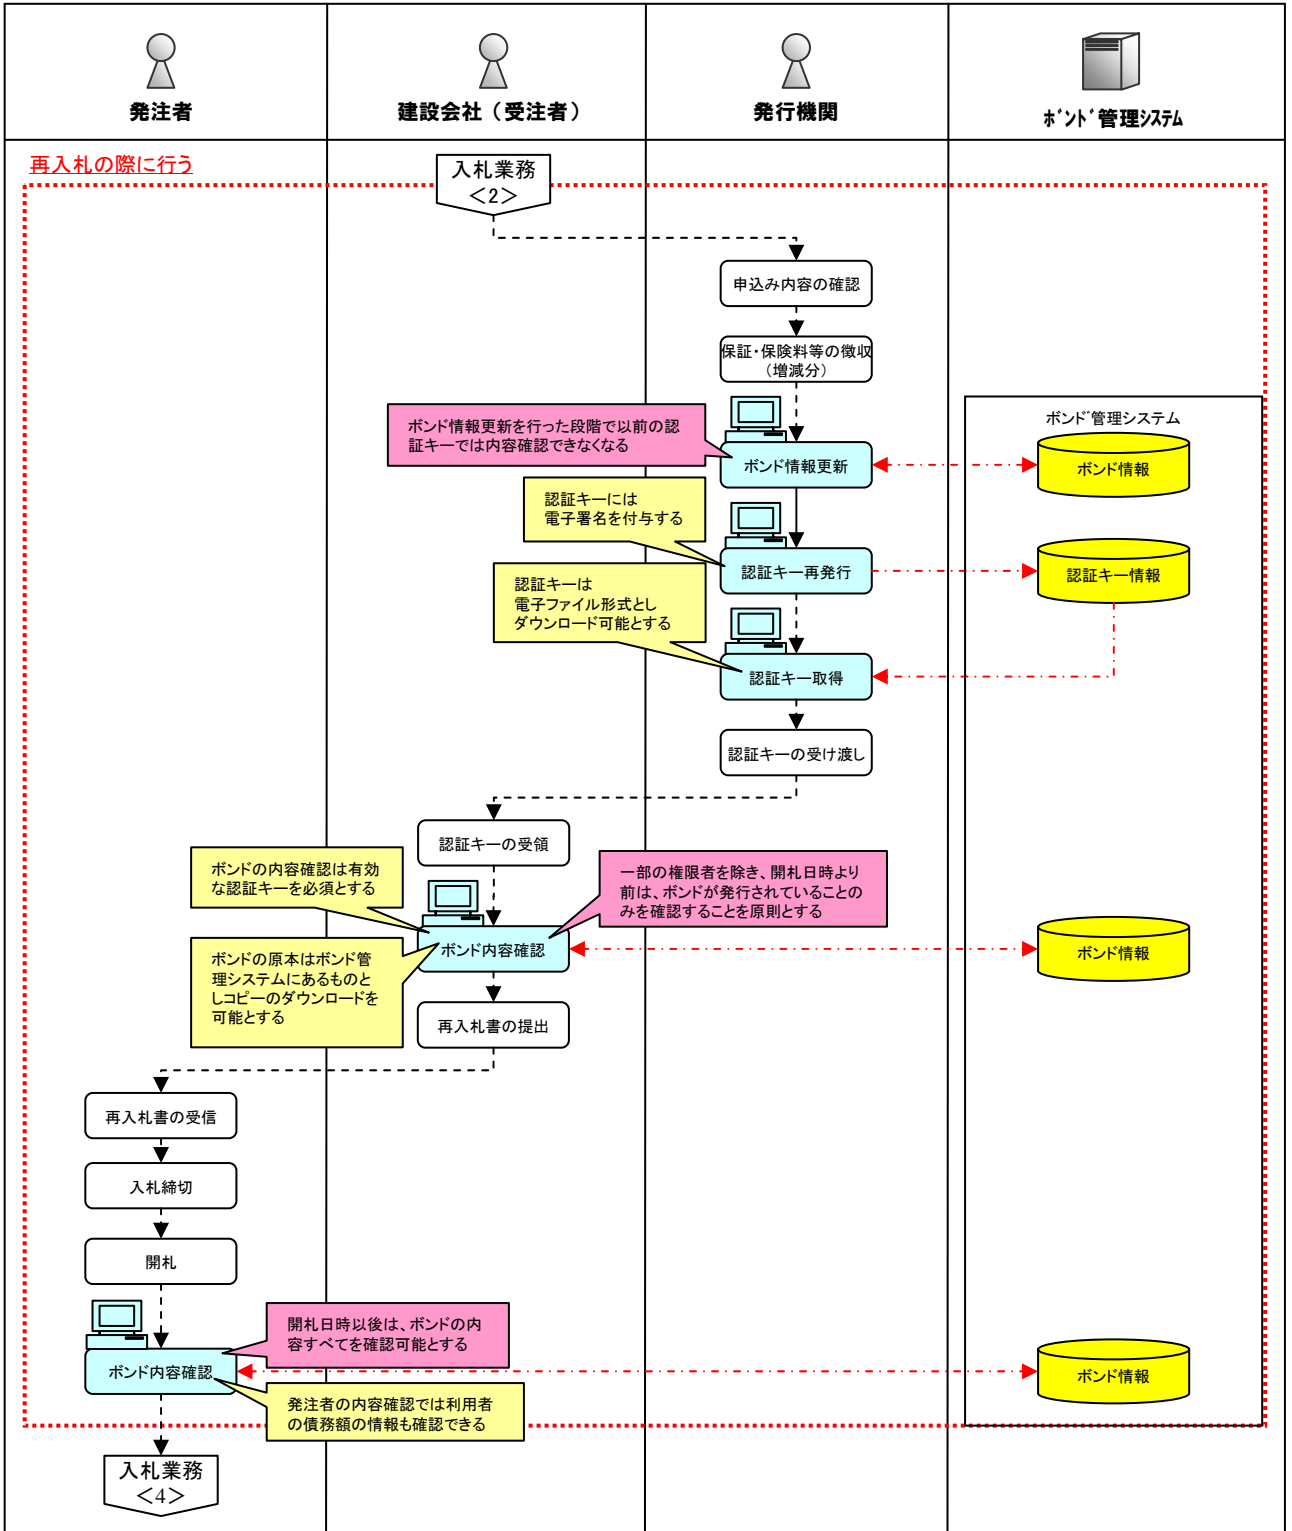 発注者
建設会社（受注者）
発行機関
ﾎﾞﾝﾄﾞ管理ｼｽﾃﾑ
再入札の際に行う
入札業務
＜2＞
申込み内容の確認
保証・保険料等の徴収
（増減分）
ボンド情報更新を行った段階で以前の認
証キーでは内容確認できなくなる
ボンド情報更新
ボンド管理システム
ボンド情報
認証キーには
電子署名を付与する
認証キー再発行
認証キー情報
認証キーは
電子ファイル形式とし
ダウンロード可能とする
認証キー取得
認証キーの受け渡し
認証キーの受領
ボンドの内容確認は有効
な認証キーを必須とする
一部の権限者を除き、開札日時より
前は、ボンドが発行されていることの
みを確認することを原則とする
ボンド内容確認
ボンド情報
ボンドの原本はボンド管
理システムにあるものと
しコピーのダウンロードを
可能とする
再入札書の提出
再入札書の受信
入札締切
開札
開札日時以後は、ボンドの内
容すべてを確認可能とする
ボンド内容確認
ボンド情報
発注者の内容確認では利用者
の債務額の情報も確認できる
入札業務
＜4＞